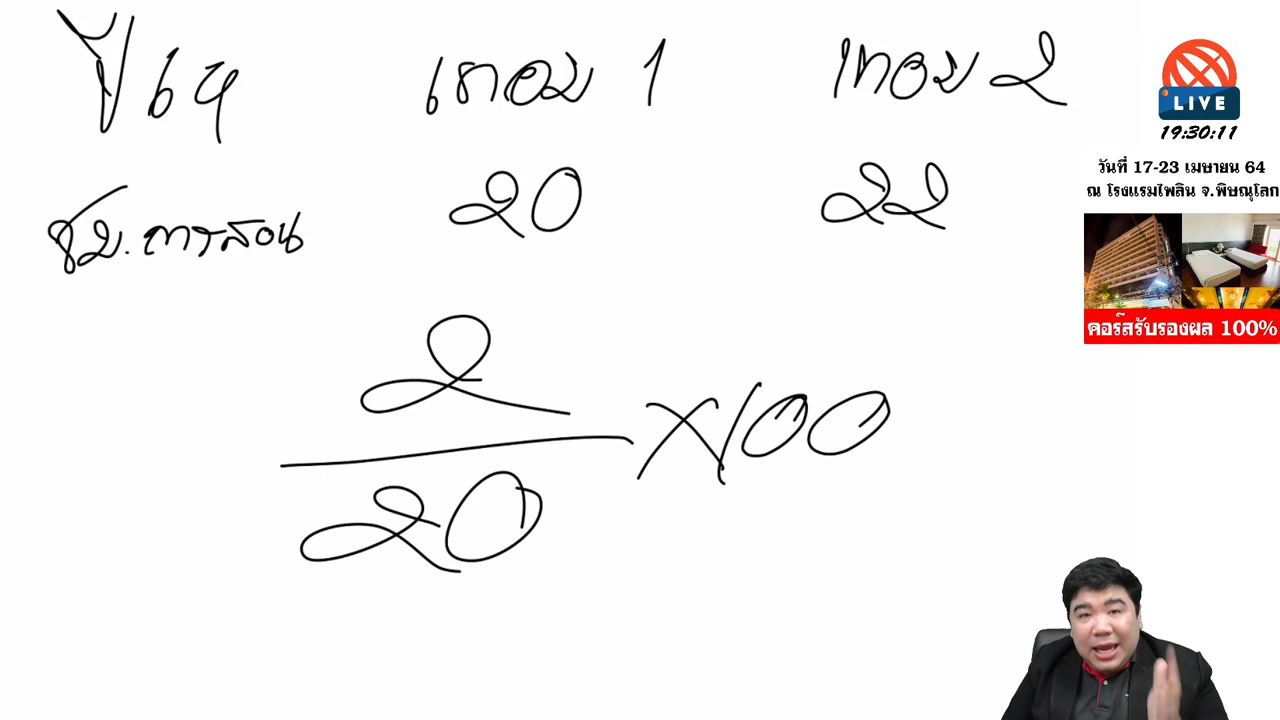 ปี 64 เทอม 1 เทอม 2
ชม. การสอน 20 22
2
20
×100
LIVE
19:30:11
วันที่ 17-23 เมษายน 64
ณ โรงแรมไพลิน จ.พิษณุโลก
คอร์สรับรองผล 100%